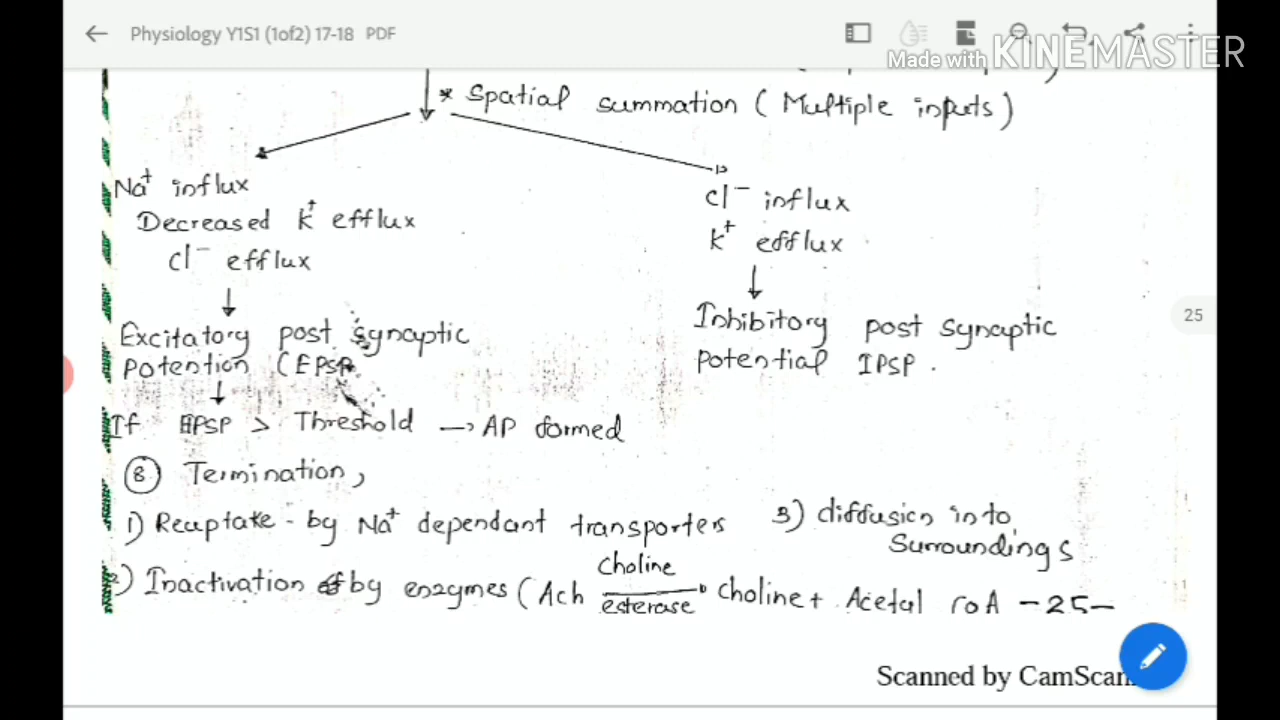 Physiology Y1S1 (1of2) 17-18 PDF
Made with KINEMASTER
* Spatial summation ( Multiple inputs )
Na+ influx
Decreased K+ efflux
cl- efflux
cl- influx
K+ efflux
25
Excitatory post synaptic
potention (EPSP
Inhibitory post synaptic
potential IPSP .
If EPSP > Threshold → AP formed
8 Termination,
1) Reuptake - by Na+ dependant transporters
3) diffusion into
surroundings
2) Inactivation by enzymes ( Ach choline esterase choline + Acetal coA -25-
Scanned by CamScan